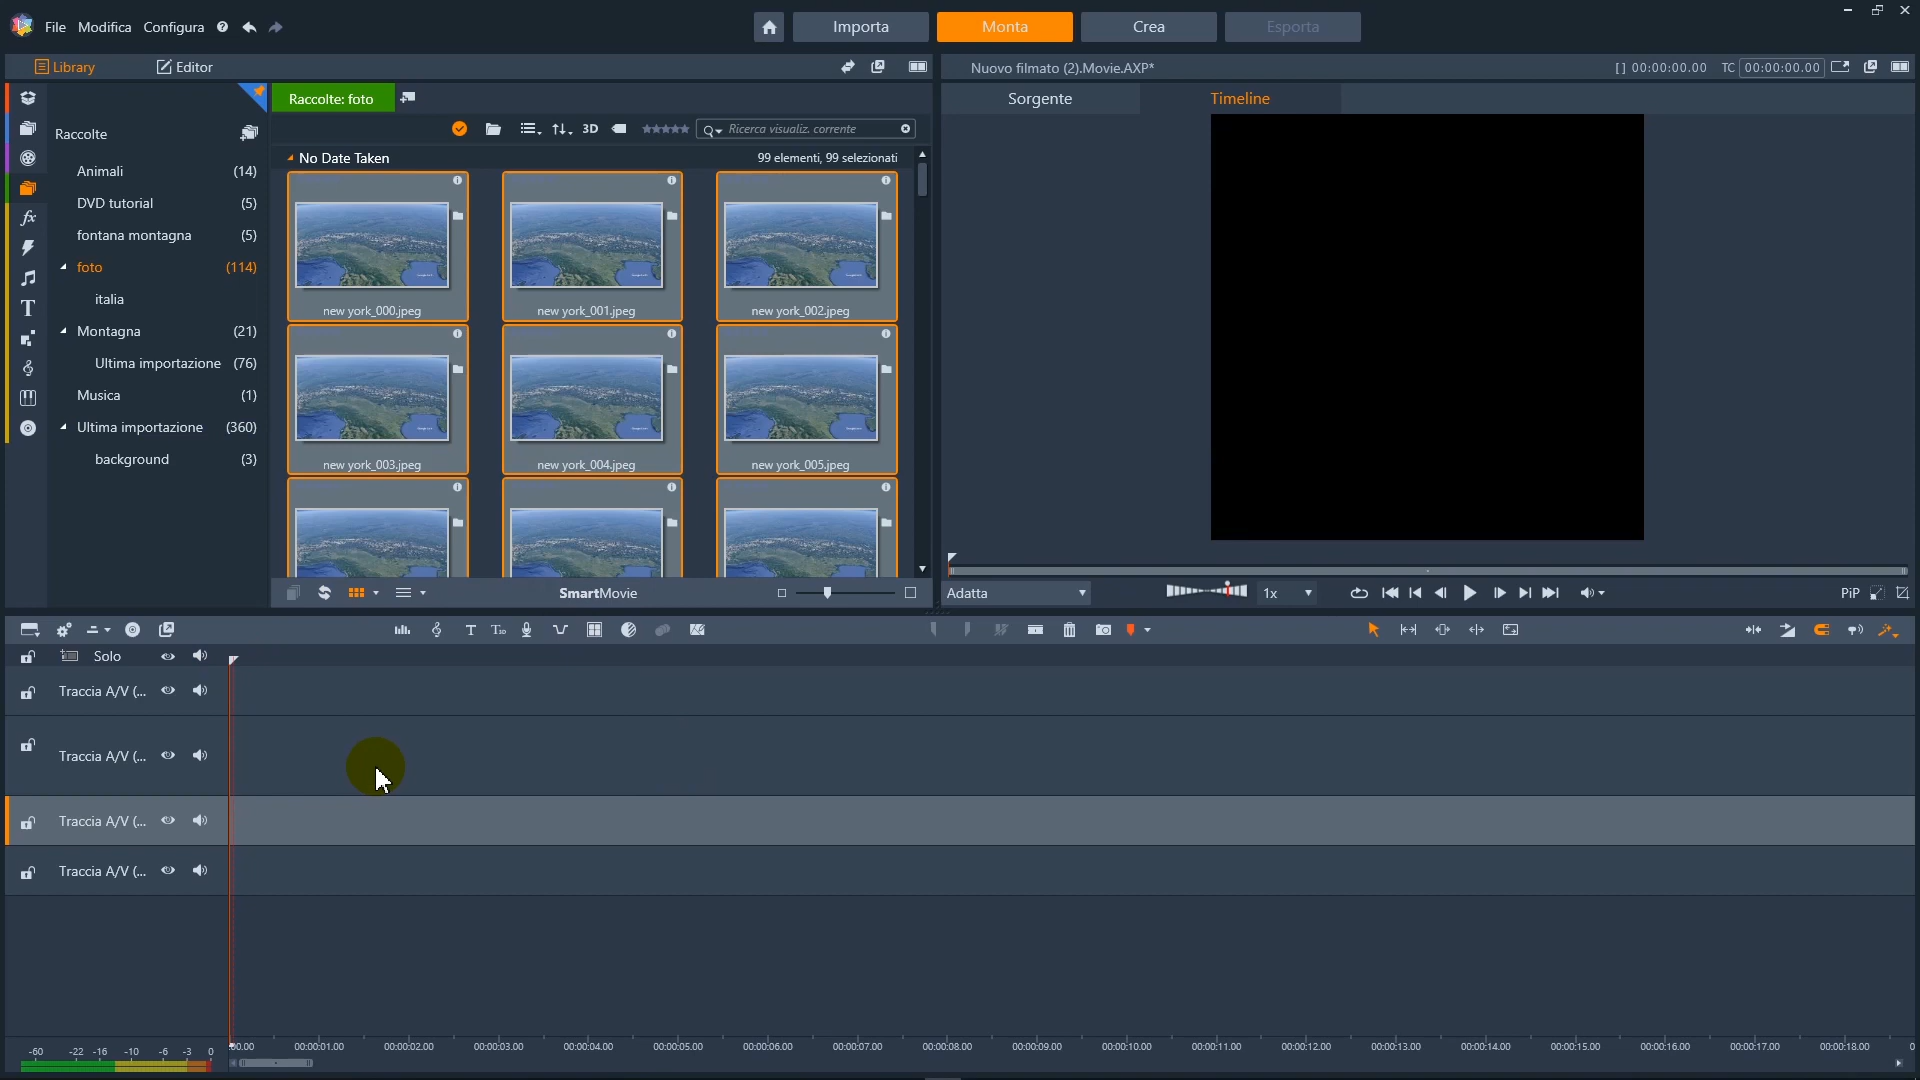 File Modifica Configura
Importa Monta Crea Esporta
Library Editor
Nuovo filmato (2).Movie.AXP* [ ] 00:00:00.00 TC 00:00:00.00
Raccolte: foto
Sorgente Timeline
Raccolte
3D Ricerca visualiz. corrente
No Date Taken 99 elementi, 99 selezionati
Animali (14)
DVD tutorial (5)
fontana montagna (5)
foto (114)
italia
Montagna (21)
Ultima importazione (76)
Musica (1)
Ultima importazione (360)
background (3)
new york_000.jpeg new york_001.jpeg new york_002.jpeg
new york_003.jpeg new york_004.jpeg new york_005.jpeg
SmartMovie
Adatta 1x PiP
Solo
Traccia A/V (...
Traccia A/V (...
Traccia A/V (...
Traccia A/V (...
-60 -22 -16 -10 -6 -3 0
00:00:01.00 00:00:02.00 00:00:03.00 00:00:04.00 00:00:05.00 00:00:06.00 00:00:07.00 00:00:08.00 00:00:09.00 00:00:10.00 00:00:11.00 00:00:12.00 00:00:13.00 00:00:14.00 00:00:15.00 00:00:16.00 00:00:17.00 00:00:18.00